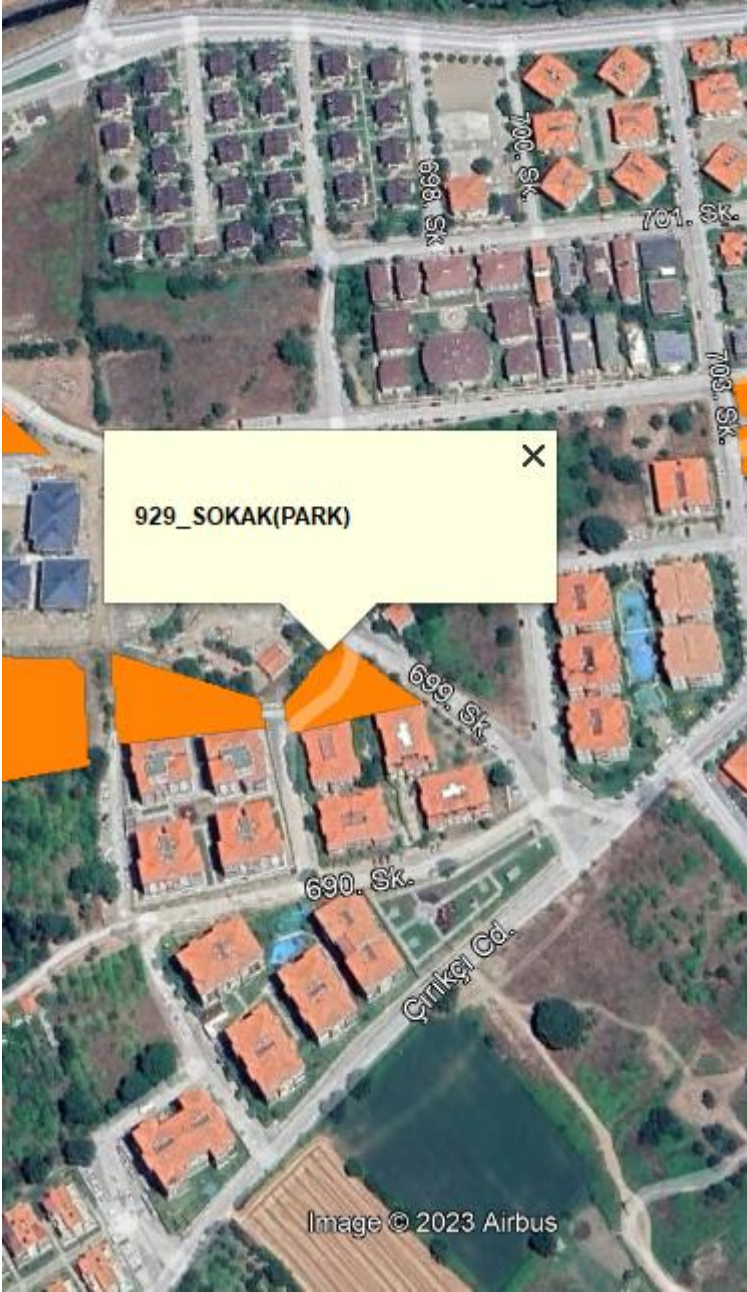 698. Sk
700. Sk.
701. Sk.
703. Sk.
929_SOKAK(PARK)
699. Sk.
690. Sk.
Çırıkçı Cd.
Image © 2023 Airbus